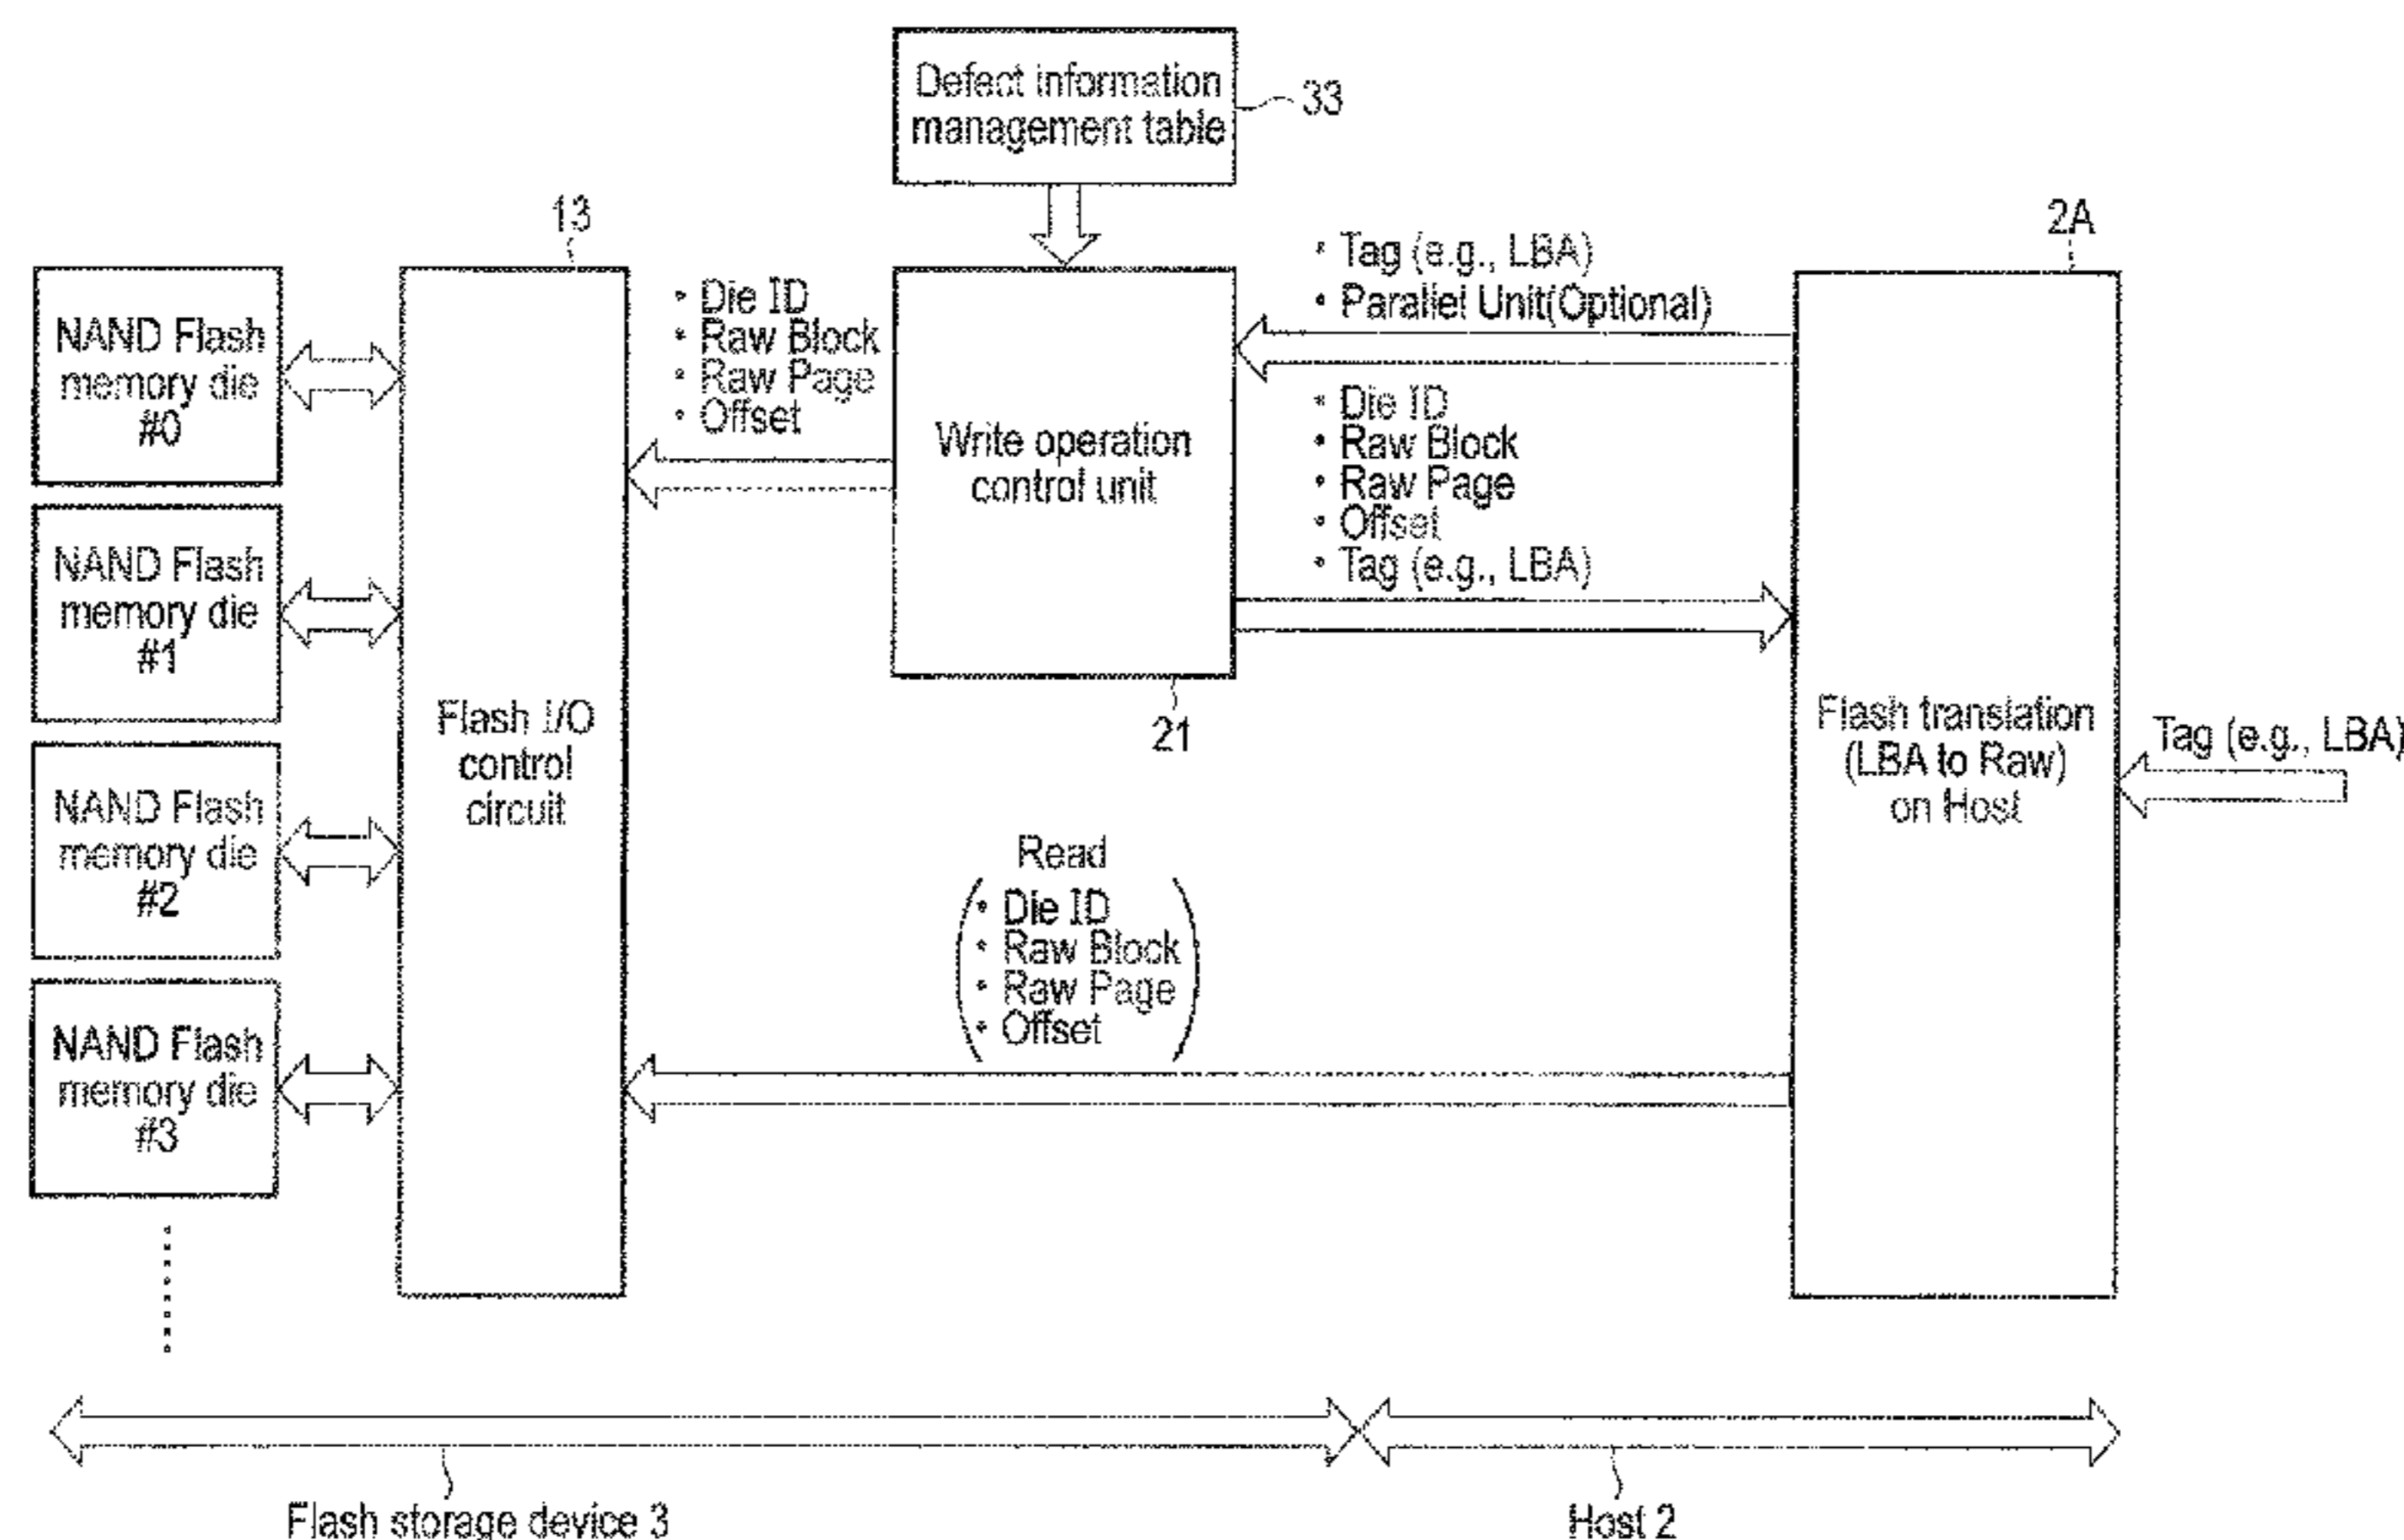 Defect information
management table
33
13
2A
NAND Flash
memory die
#0
NAND Flash
memory die
#1
NAND Flash
memory die
#2
NAND Flash
memory die
#3
Flash I/O
control
circuit
• Die ID
• Raw Block
• Raw Page
• Offset
Write operation
control unit
21
• Tag (e.g., LBA)
• Parallel Unit(Optional)
• Die ID
• Raw Block
• Raw Page
• Offset
• Tag (e.g., LBA)
Flash translation
(LBA to Raw)
on Host
Tag (e.g., LBA)
Read
• Die ID
• Raw Block
• Raw Page
• Offset
Flash storage device 3
Host 2